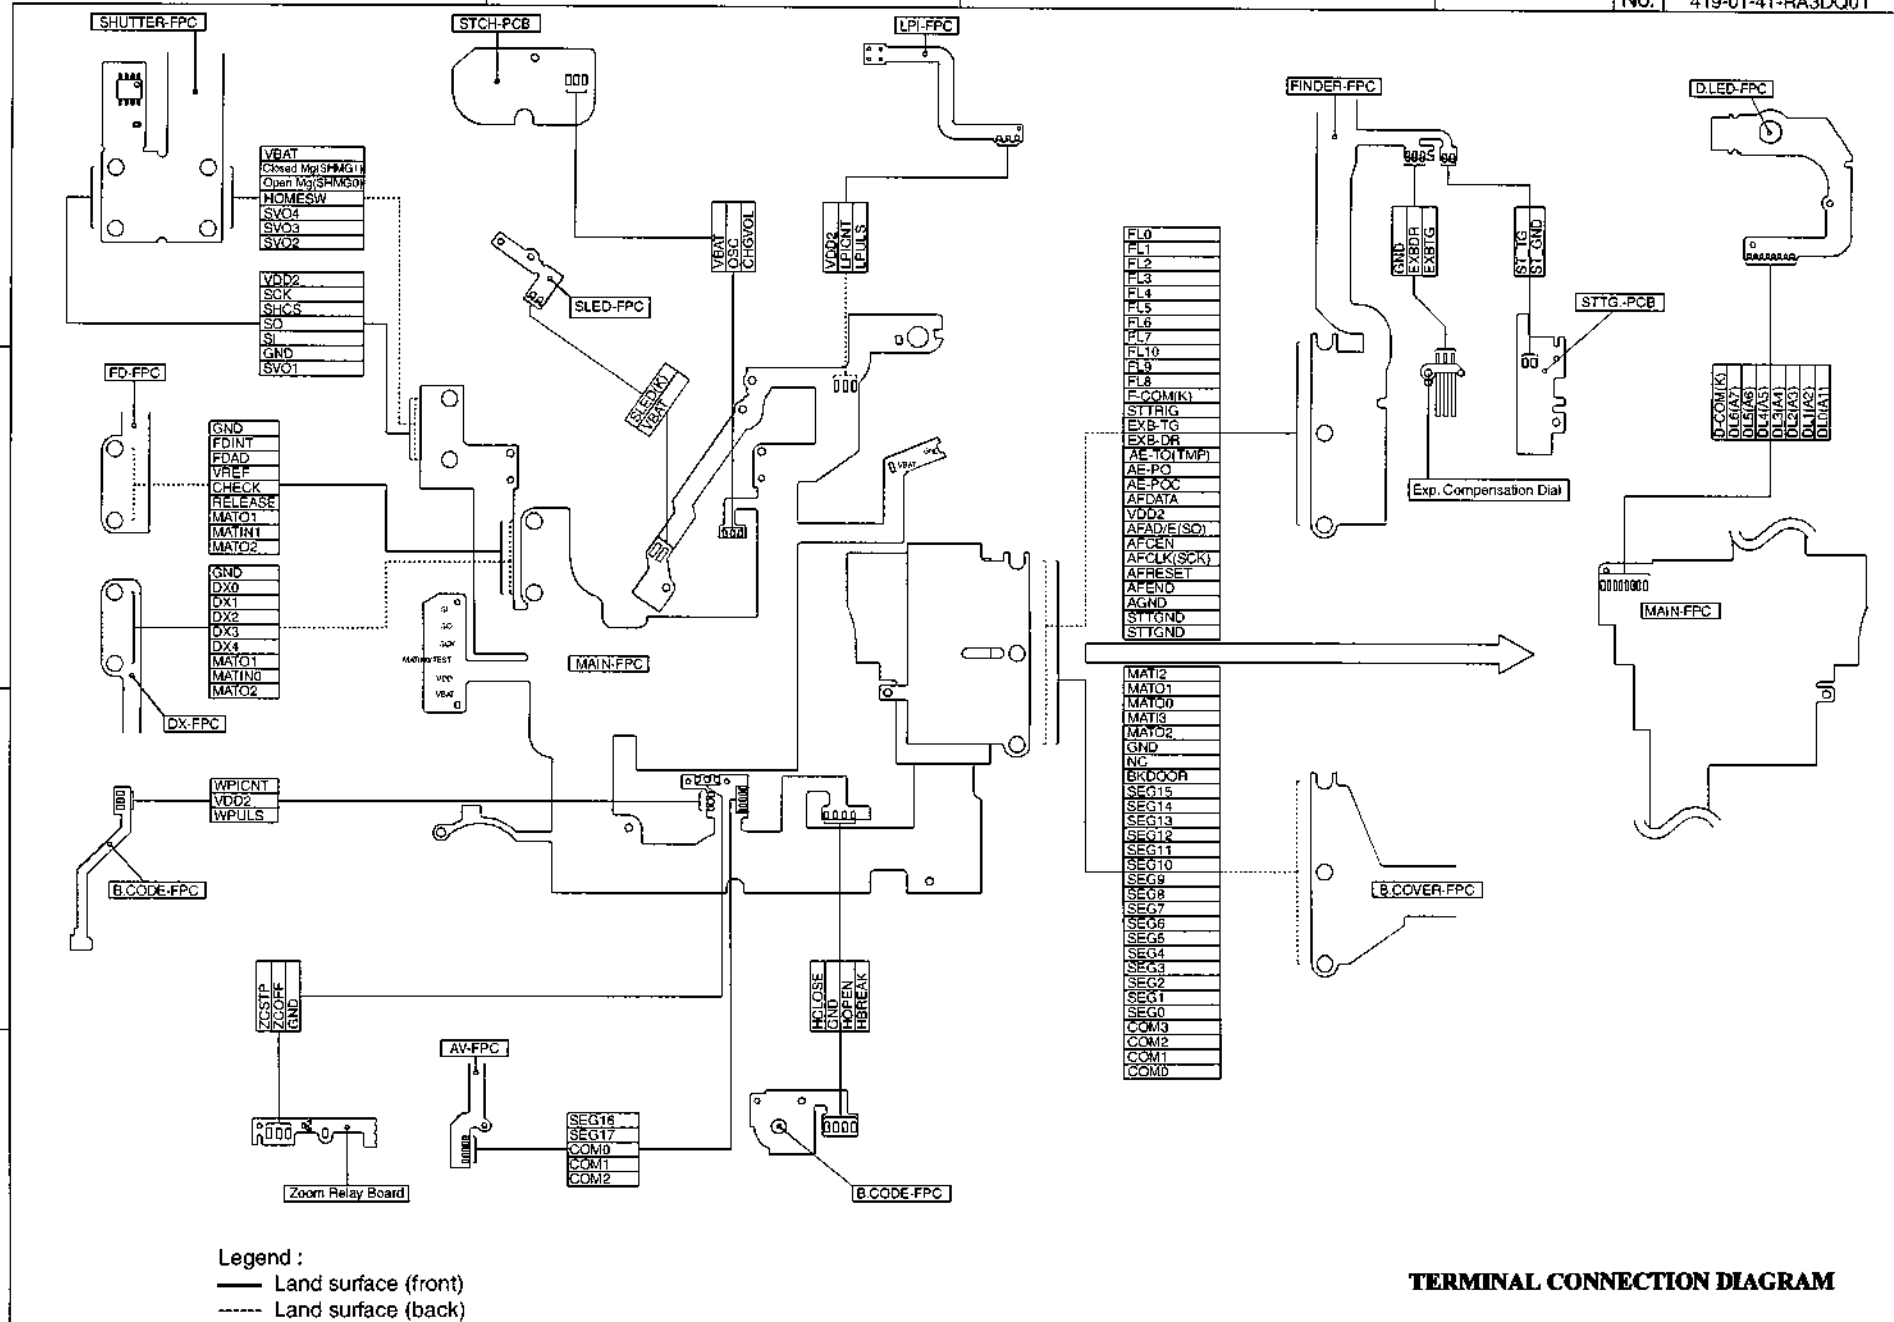 NO. 419-01-41-RA3DQ01
SHUTTER-FPC
STCH-PCB
LPI-FPC
FINDER-FPC
D.LED-FPC
VBAT
Closed Mg(SHMG1)
Open Mg(SHMG0)
HOMESW
SVO4
SVO3
SVO2
VDD2
SCK
SHCS
SO
SI
GND
SVO1
SLED-FPC
VBAT
OSC
CHGVOL
VDD2
LPICNT
LPULS
SLED(K)
VBAT
FD-FPC
GND
FDINT
FDAD
VREF
CHECK
RELEASE
MATO1
MATIN1
MATO2
GND
DX0
DX1
DX2
DX3
DX4
MATO1
MATIN0
MATO2
DX-FPC
SI
SO
SCK
TEST
VDD
VBAT
MAIN-FPC
VBAT
GND
FL0
FL1
FL2
FL3
FL4
FL5
FL6
FL7
FL10
FL9
FL8
F-COM(K)
STTRIG
EXB-TG
EXB-DR
AE-TO(TMP)
AE-PO
AE-POC
AFDATA
VDD2
AFAD/E(SO)
AFCEN
AFCLK(SCK)
AFRESET
AFEND
AGND
STTGND
STTGND
MATI2
MATO1
MATO0
MATI3
MATO2
GND
NC
BKDOOR
SEG15
SEG14
SEG13
SEG12
SEG11
SEG10
SEG9
SEG8
SEG7
SEG6
SEG5
SEG4
SEG3
SEG2
SEG1
SEG0
COM3
COM2
COM1
COM0
GND
EXBDR
EXBTG
ST_TG
ST_GND
STTG.-PCB
Exp. Compensation Dial
D-COM(K)
DL6(A7)
DL5(A6)
DL4(A5)
DL3(A4)
DL2(A3)
DL1(A2)
DL0(A1)
MAIN-FPC
B.COVER-FPC
WPICNT
VDD2
WPULS
B.CODE-FPC
ZCSTP
ZCOFF
GND
Zoom Relay Board
AV-FPC
SEG16
SEG17
COM0
COM1
COM2
HCLOSE
GND
HOPEN
HBREAK
B.CODE-FPC
Legend :
Land surface (front)
Land surface (back)
TERMINAL CONNECTION DIAGRAM